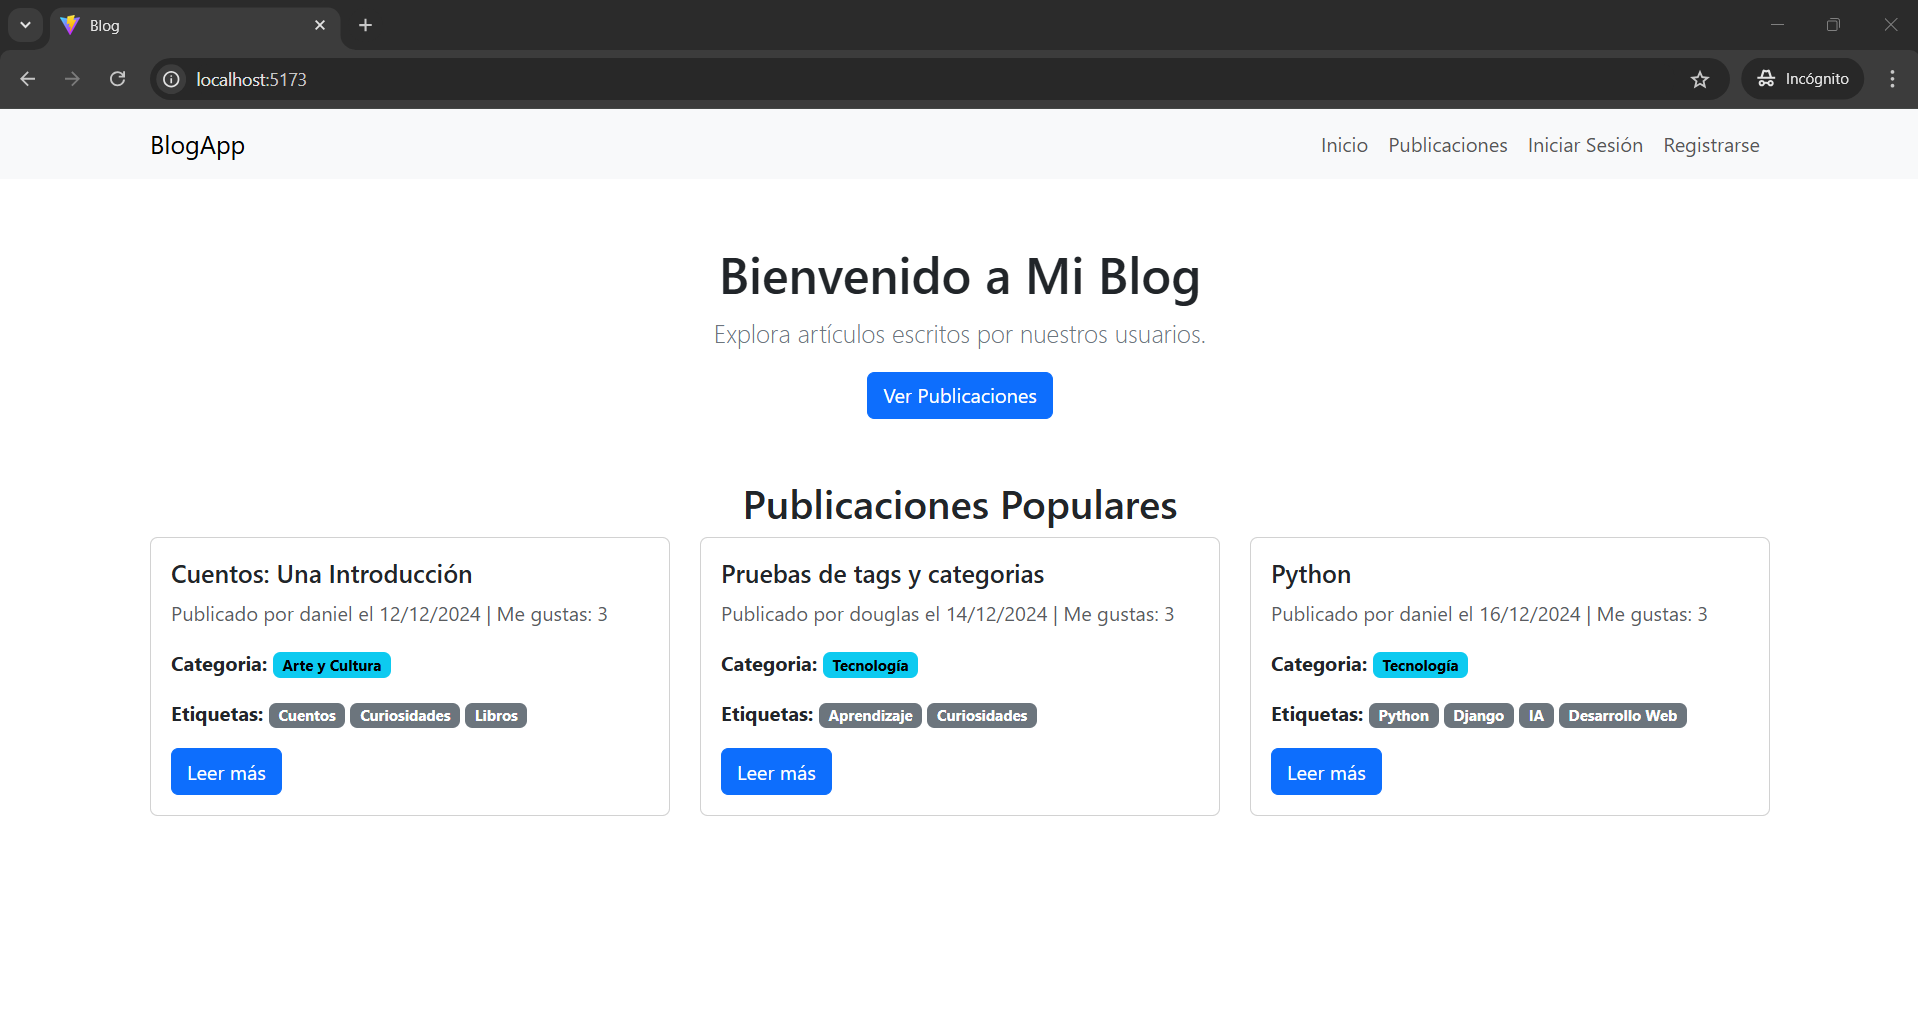 Blog
localhost:5173
Incógnito
BlogApp
Inicio Publicaciones Iniciar Sesión Registrarse
Bienvenido a Mi Blog
Explora artículos escritos por nuestros usuarios.
Ver Publicaciones
Publicaciones Populares
Cuentos: Una Introducción
Publicado por daniel el 12/12/2024 | Me gustas: 3
Categoria: Arte y Cultura
Etiquetas: Cuentos Curiosidades Libros
Leer más
Pruebas de tags y categorias
Publicado por douglas el 14/12/2024 | Me gustas: 3
Categoria: Tecnología
Etiquetas: Aprendizaje Curiosidades
Leer más
Python
Publicado por daniel el 16/12/2024 | Me gustas: 3
Categoria: Tecnología
Etiquetas: Python Django IA Desarrollo Web
Leer más